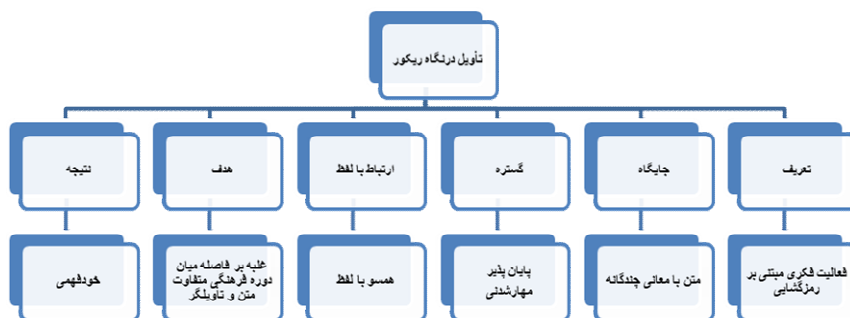 تأویل درنگاه ریکور
تعریف
جایگاه
گستره
ارتباط با لفظ
هدف
نتیجه
فعالیت فکری مبتنی بر
رمزگشایی
متن با معانی چندگانه
پایان پذیر
مهارشدنی
همسو با لفظ
غلبه بر فاصله میان
دوره فرهنگی متفاوت
متن و تأویلگر
خودفهمی